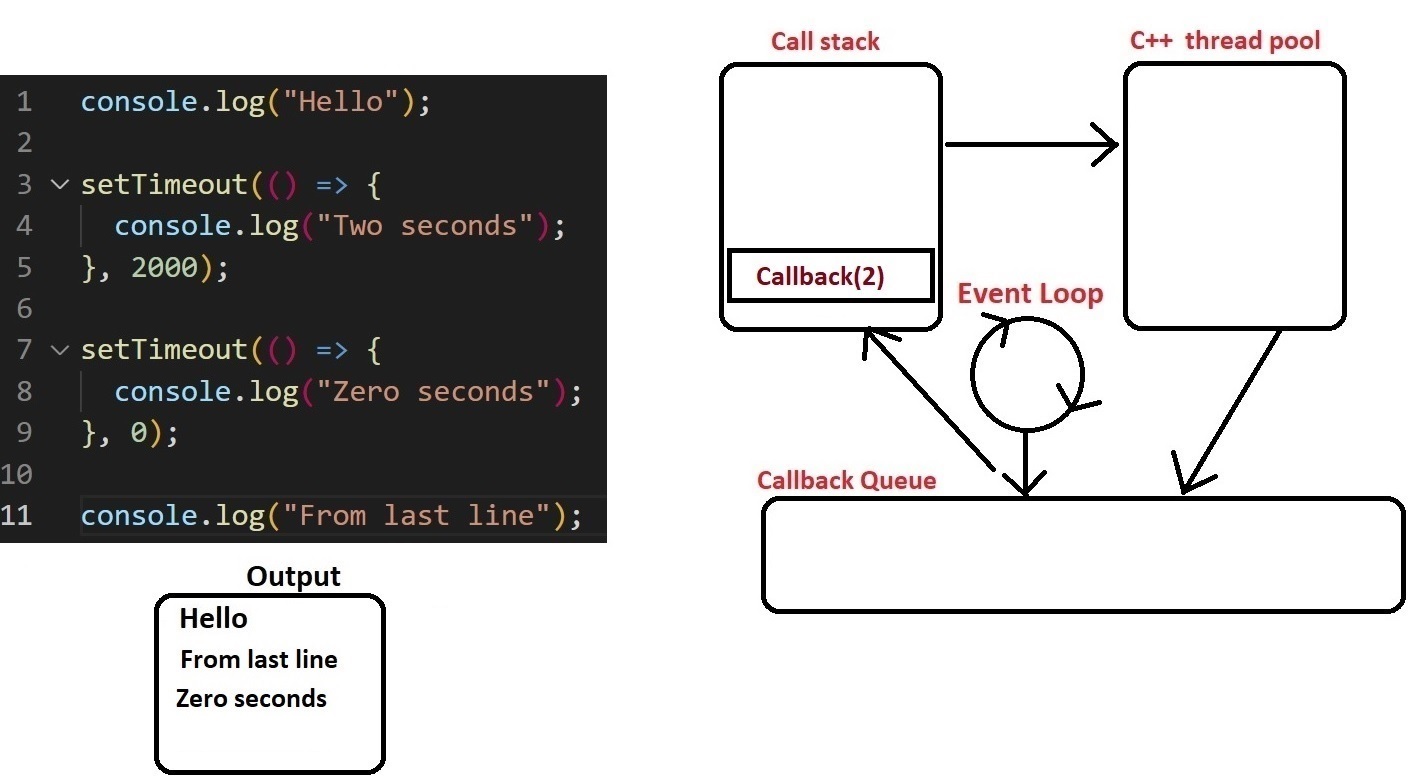 1 console.log("Hello");
2
3 setTimeout(() => {
4 console.log("Two seconds");
5 }, 2000);
6
7 setTimeout(() => {
8 console.log("Zero seconds");
9 }, 0);
10
11 console.log("From last line");
Output
Hello
From last line
Zero seconds
Call stack
C++ thread pool
Callback(2)
Event Loop
Callback Queue